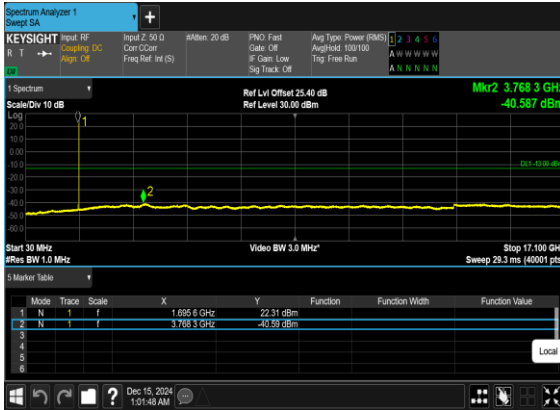 Spectrum Analyzer 1
Swept SA
+
KEYSIGHT Input: RF Input Z: 50 Ω #Atten: 20 dB PNO: Fast Avg Type: Power (RMS) 1 2 3 4 5 6
R T Coupling: DC Corr CCorr Gate: Off Avg|Hold: 100/100 A W W W W W
Align: Off Freq Ref: Int (S) IF Gain: Low Trig: Free Run
Sig Track: Off A N N N N N
1 Spectrum Ref Lvl Offset 25.40 dB Mkr2 3.768 3 GHz
Scale/Div 10 dB Ref Level 30.00 dBm -40.587 dBm
Log
20.0
10.0
0.00
-10.0
DL1 -13.00 dBm
-20.0
-30.0
-40.0
-50.0
-60.0
1
2
Start 30 MHz Video BW 3.0 MHz* Stop 17.100 GH
#Res BW 1.0 MHz Sweep 29.3 ms (40001 pts
5 Marker Table
Mode Trace Scale X Y Function Function Width Function Value
1 N 1 f 1.695 6 GHz 22.31 dBm
2 N 1 f 3.768 3 GHz -40.59 dBm
3
4
5
6
Local
? Dec 15, 2024
1:01:48 AM